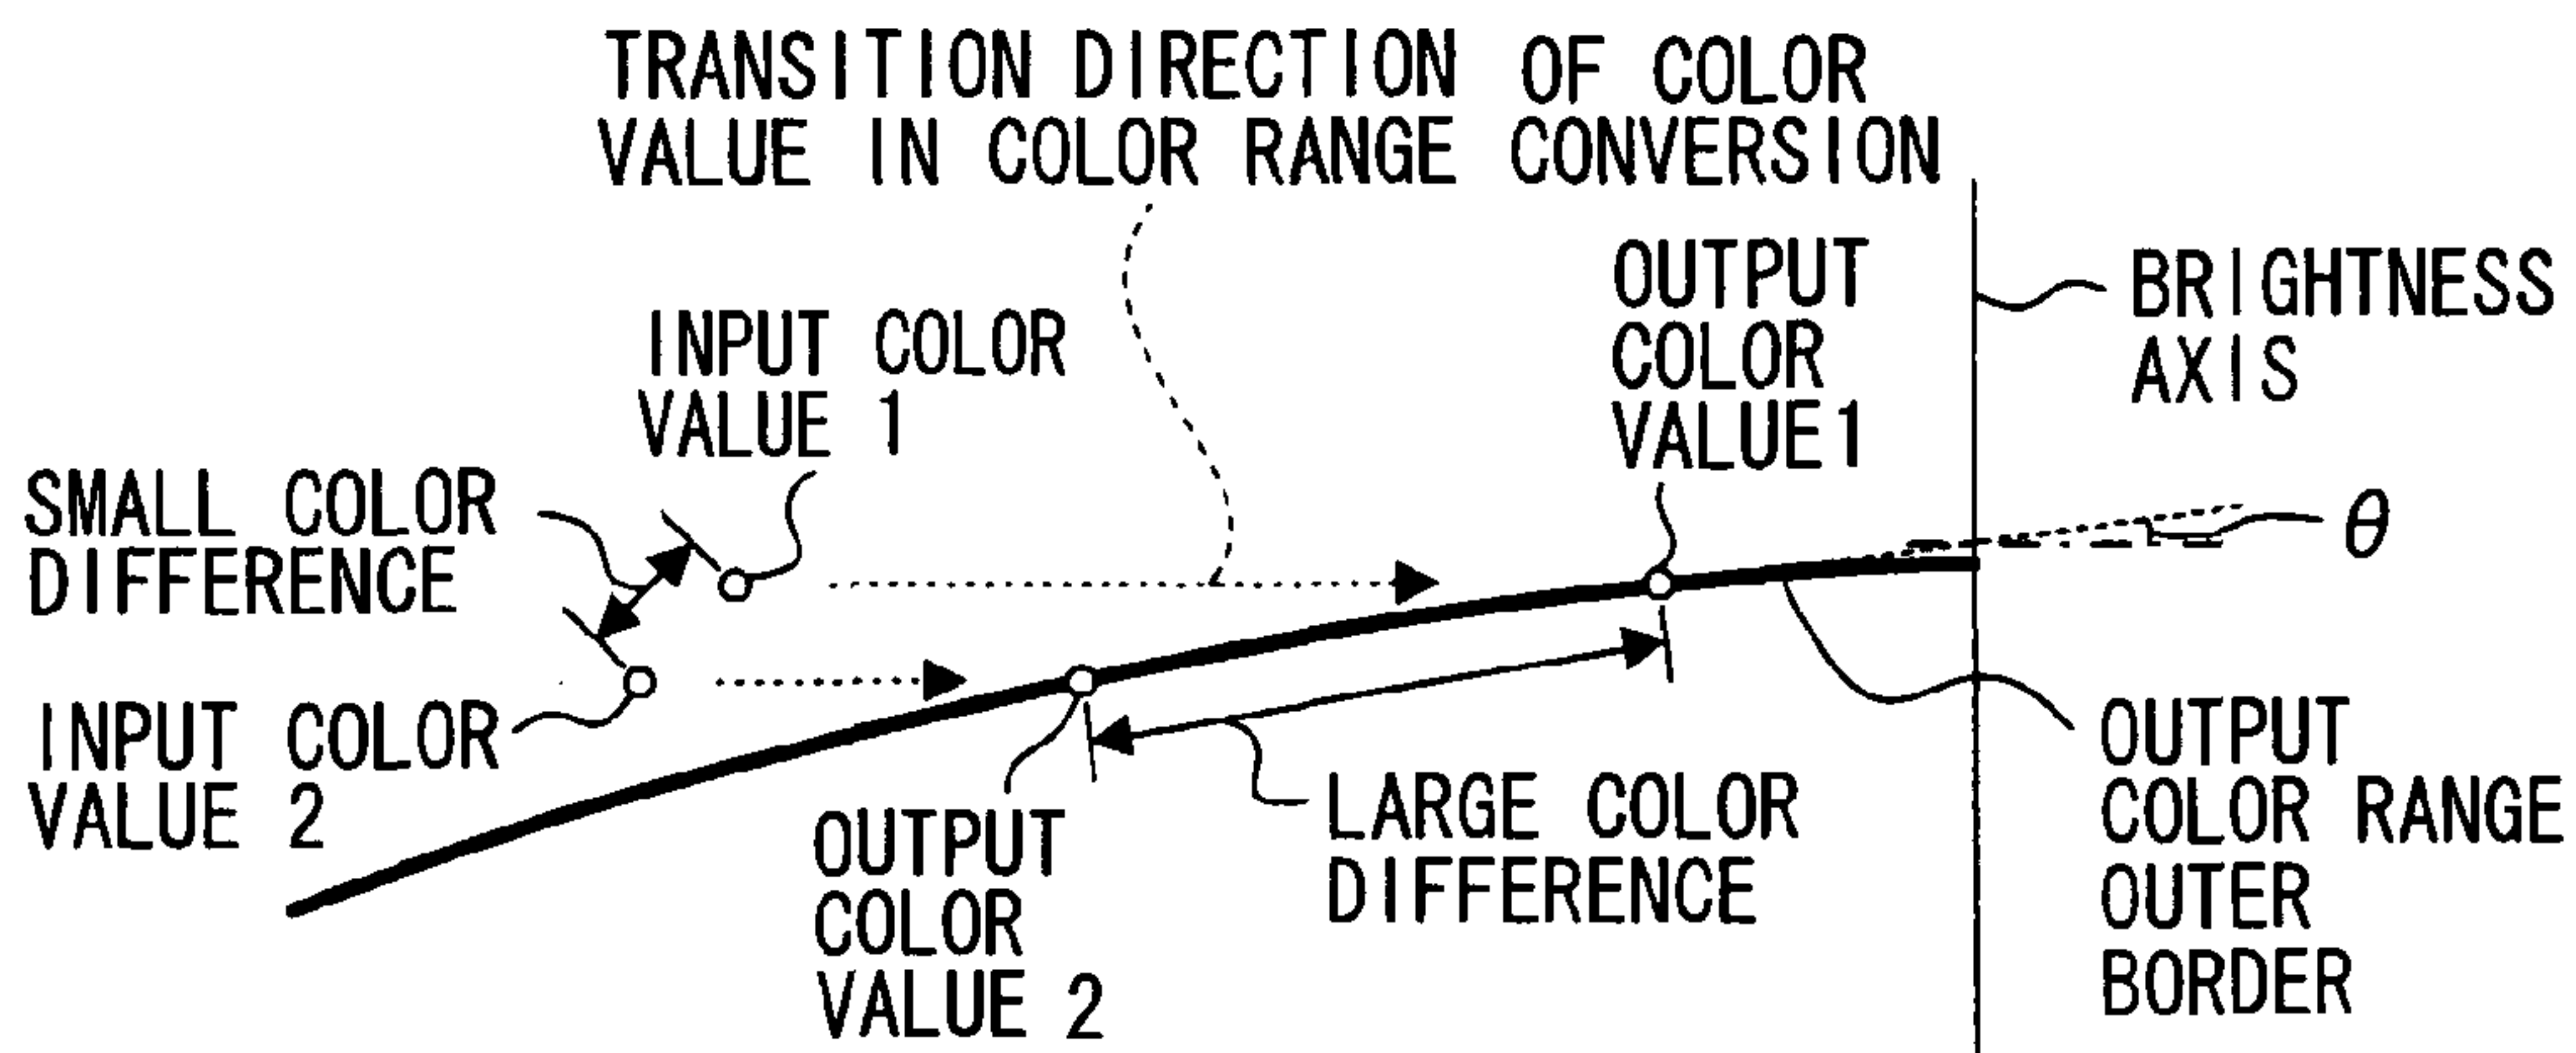 TRANSITION DIRECTION OF COLOR
VALUE IN COLOR RANGE CONVERSION
OUTPUT
COLOR
VALUE1
BRIGHTNESS
AXIS
INPUT COLOR
VALUE 1
SMALL COLOR
DIFFERENCE
θ
INPUT COLOR
VALUE 2
OUTPUT
COLOR
VALUE 2
LARGE COLOR
DIFFERENCE
OUTPUT
COLOR RANGE
OUTER
BORDER